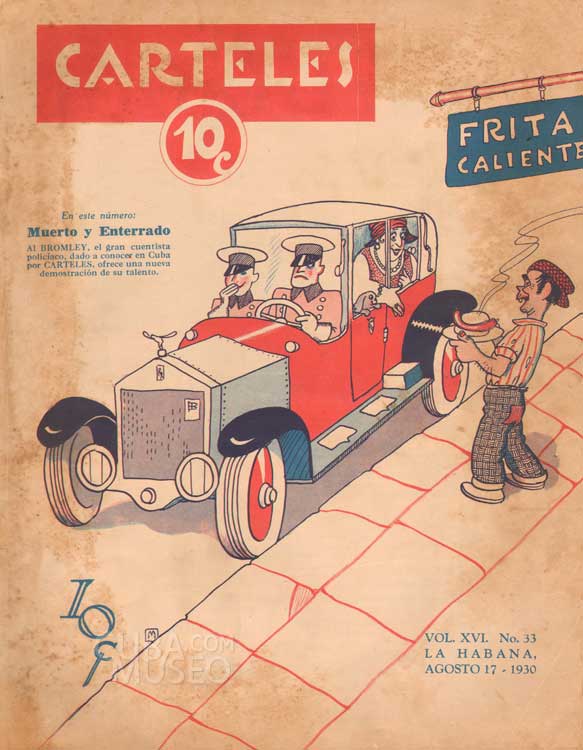 CARTELES
10c
FRITA
CALIENTE
En este número:
Muerto y Enterrado
Al BROMLEY, el gran cuentista
policíaco, dado a conocer en Cuba
por CARTELES, ofrece una nueva
demostración de su talento.
10¢
M
CUBA.COM
MUSEO
VOL. XVI. No. 33
LA HABANA,
AGOSTO 17 - 1930